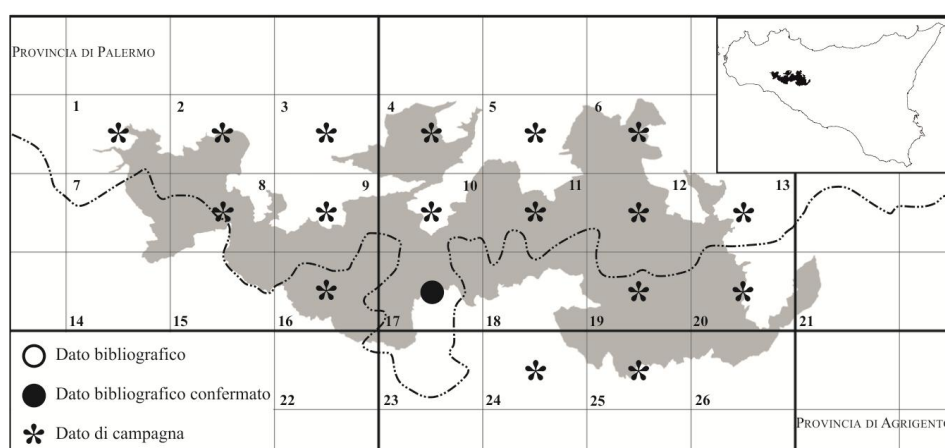 PROVINCIA DI PALERMO
1 2 3 4 5 6
7 8 9 10 11 12 13
14 15 16 17 18 19 20 21
Dato bibliografico
Dato bibliografico confermato
22 23 24 25 26
Dato di campagna
PROVINCIA DI AGRIGENTO